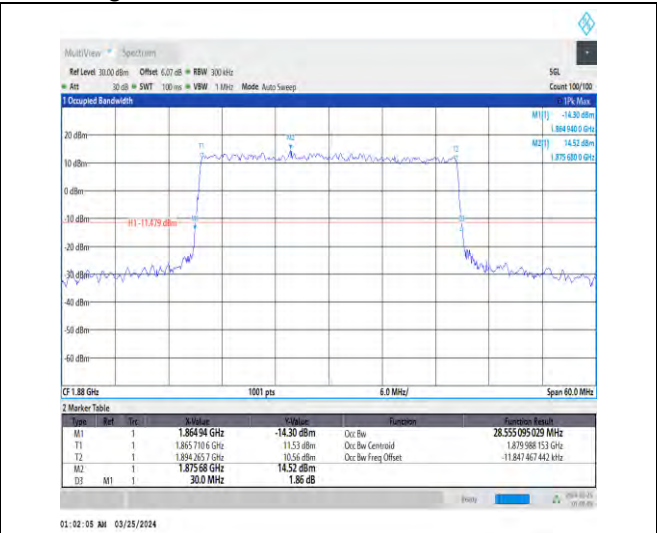 MultiView Spectrum
Ref Level 30.00 dBm Offset 6.07 dB RBW 300 kHz SGL
Att 30 dB SWT 100 ms VBW 1 MHz Mode Auto Sweep Count 100/100
1 Occupied Bandwidth 1Pk Max
M1[1] -14.30 dBm
1.864 940 0 GHz
M2[1] 14.52 dBm
1.875 680 0 GHz
20 dBm
T1 M2 T2
10 dBm
0 dBm
-10 dBm
H1 -11.479 dBm
-20 dBm
-30 dBm
-40 dBm
-50 dBm
-60 dBm
CF 1.88 GHz 1001 pts 6.0 MHz/ Span 60.0 MHz
2 Marker Table
Type Ref Trc X-Value Y-Value Function Function Result
M1 1 1.864 94 GHz -14.30 dBm Occ Bw 28.555 095 029 MHz
T1 1 1.865 710 6 GHz 11.53 dBm Occ Bw Centroid 1.879 988 153 GHz
T2 1 1.894 265 7 GHz 10.56 dBm Occ Bw Freq Offset -11.847 467 442 kHz
M2 1 1.875 68 GHz 14.52 dBm
D3 M1 1 30.0 MHz 1.86 dB
01:02:05 AM 03/25/2024